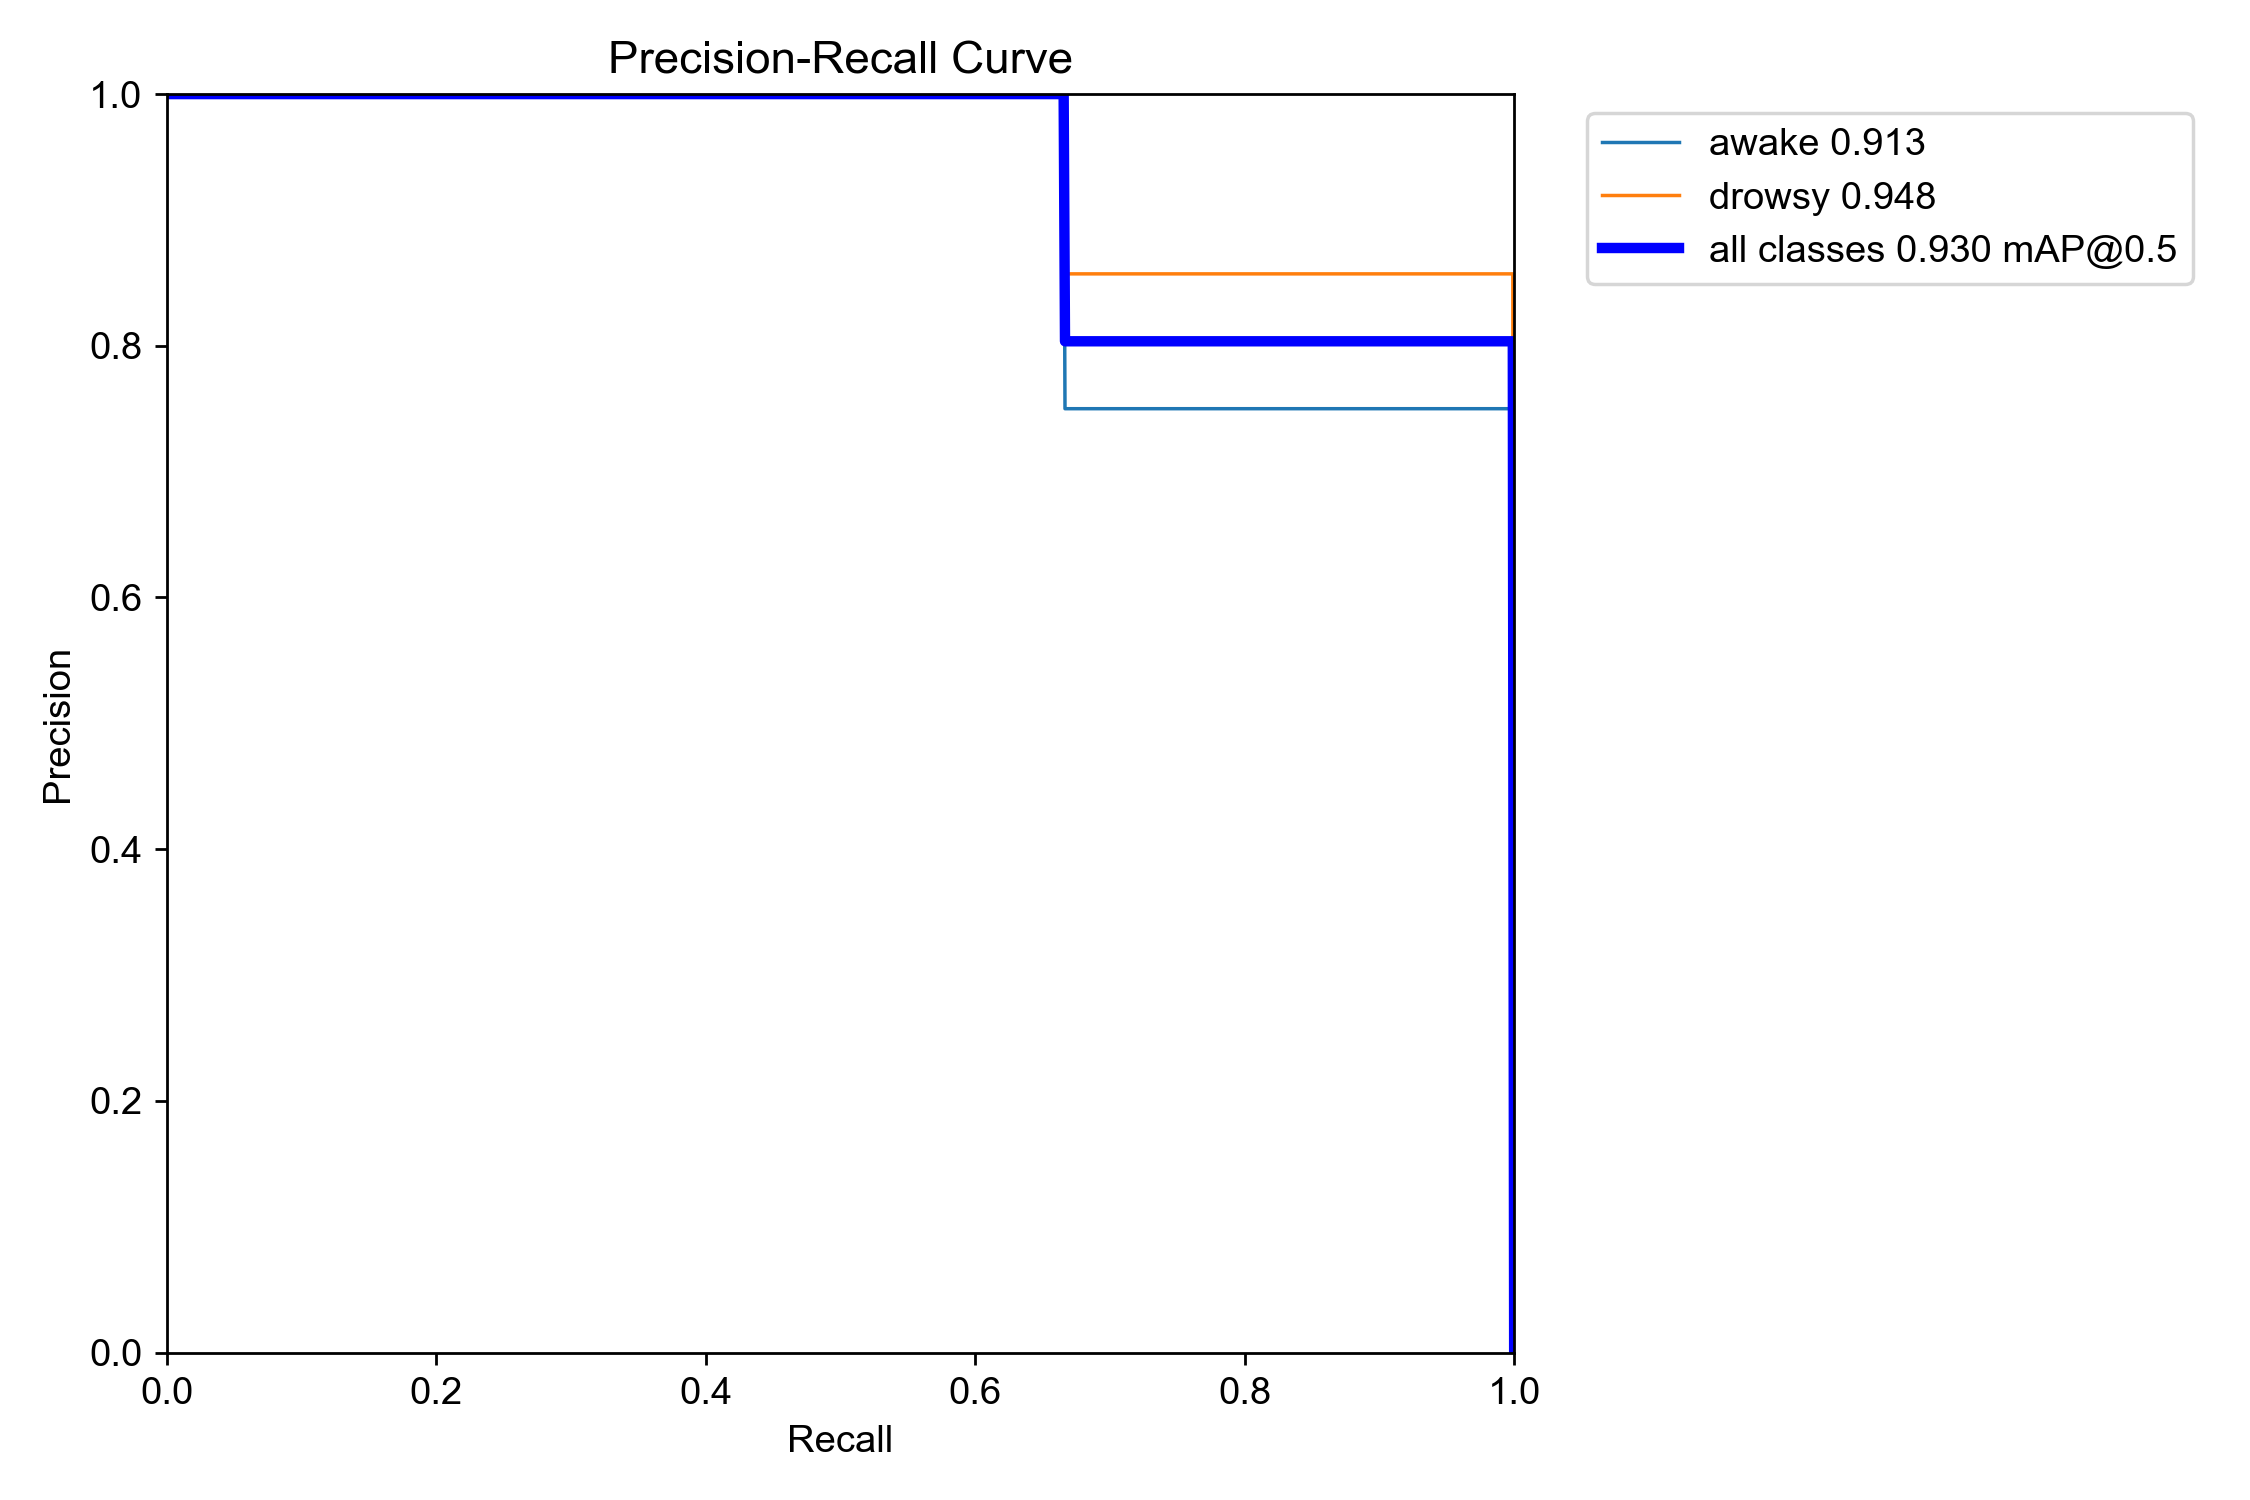 Precision-Recall Curve
1.0
0.8
0.6
0.4
0.2
0.0
Precision
0.0 0.2 0.4 0.6 0.8 1.0
Recall
awake 0.913
drowsy 0.948
all classes 0.930 mAP@0.5